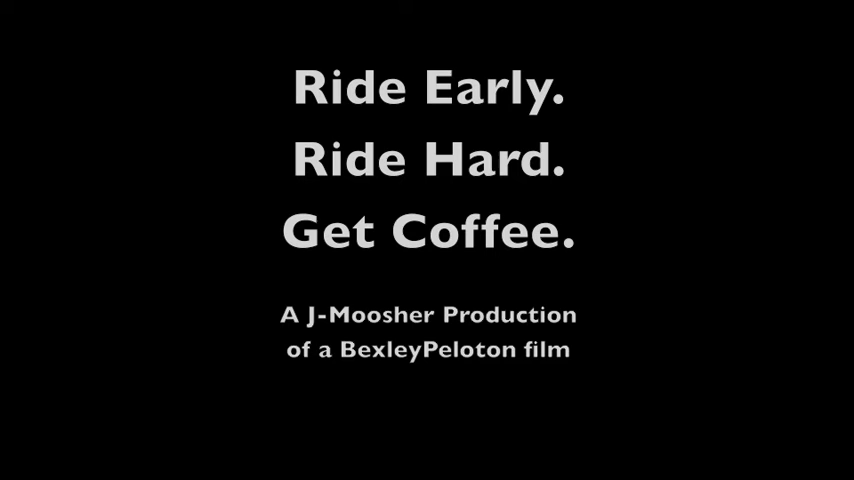 Ride Early.
Ride Hard.
Get Coffee.
A J-Moosher Production
of a BexleyPeloton film